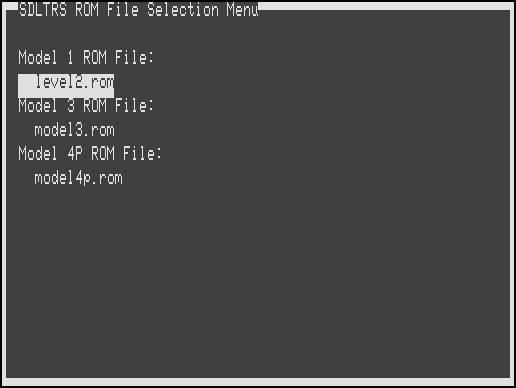 SDLTRS ROM File Selection Menu
Model 1 ROM File:
level2.rom
Model 3 ROM File:
model3.rom
Model 4P ROM File:
model4p.rom